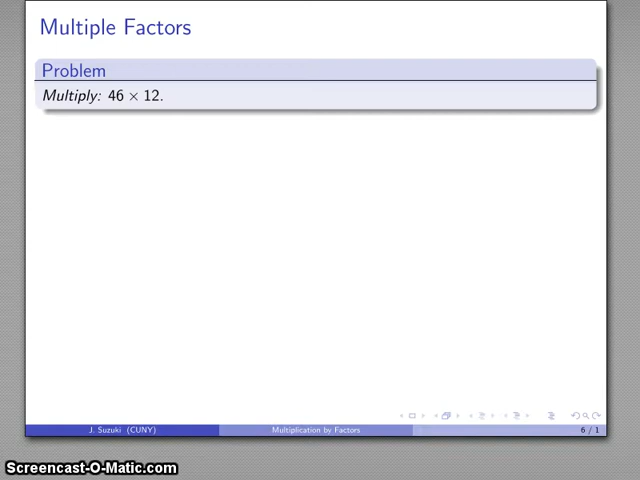 Multiple Factors
Problem
Multiply: 46 × 12.
J. Suzuki (CUNY)
Multiplication by Factors
6 / 1
Screencast-O-Matic.com